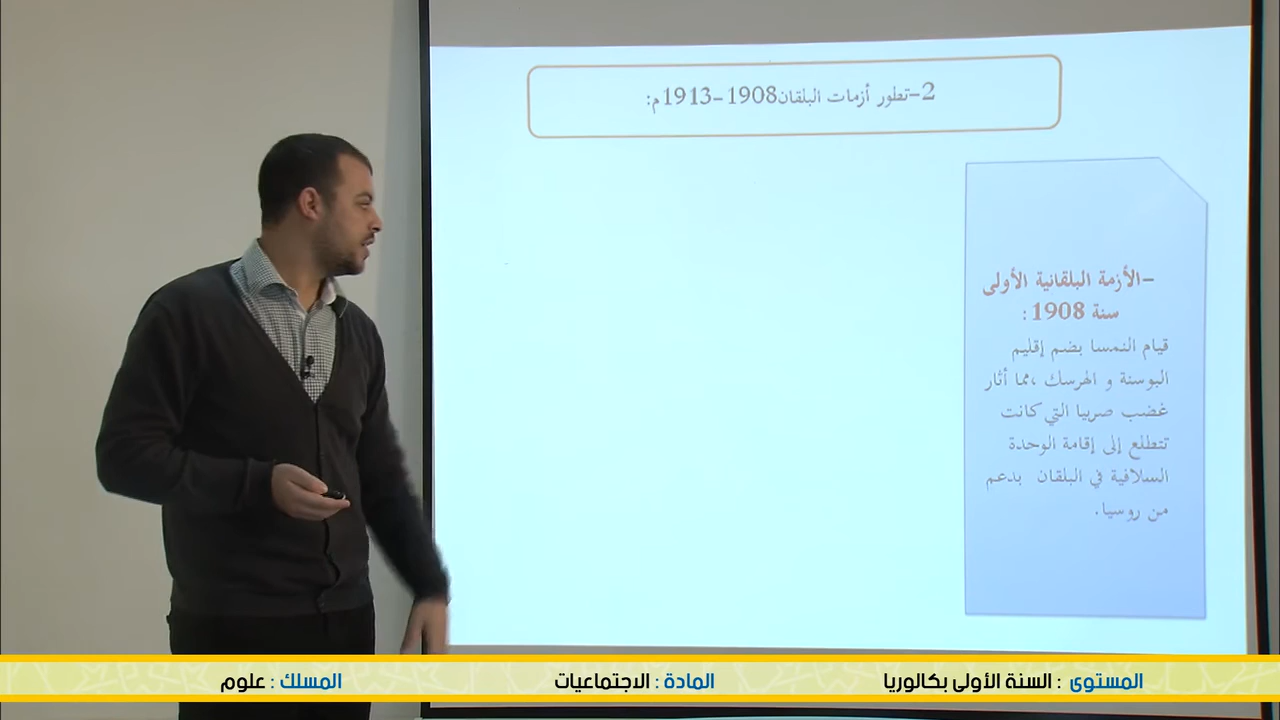 2-تطور أزمات البلقان1908-1913م:
-الأزمة البلقانية الأولى
سنة 1908 :
قيام النمسا بضم إقليم
البوسنة و الهرسك ،مما أثار
غضب صربيا التي كانت
تتطلع إلى إقامة الوحدة
السلافية في البلقان بدعم
من روسيا.
المستوى : السنة الأولى بكالوريا
المادة : الاجتماعيات
المسلك : علوم